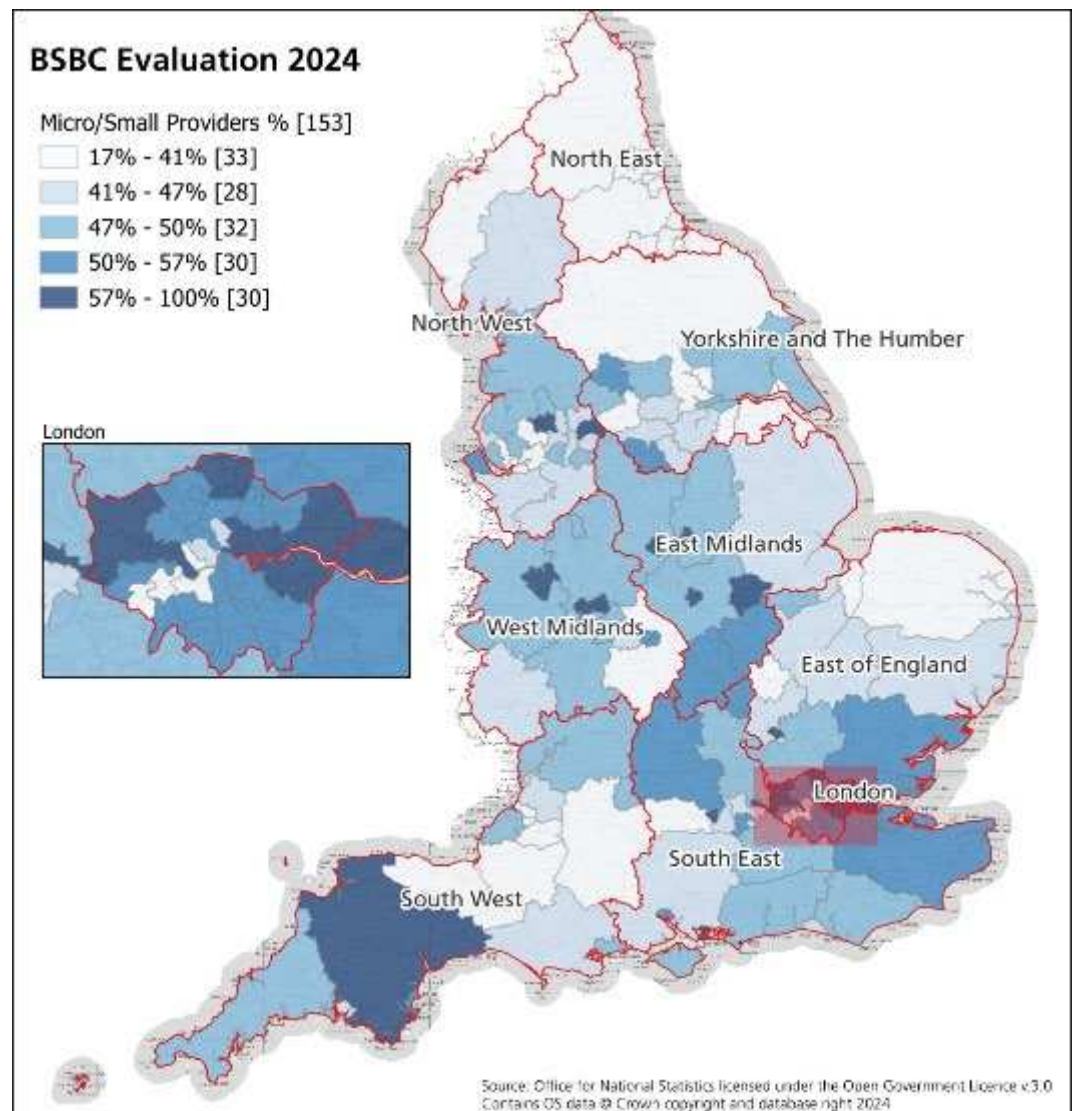 BSBC Evaluation 2024
Micro/Small Providers % [153]
17% - 41% [33]
41% - 47% [28]
47% - 50% [32]
50% - 57% [30]
57% - 100% [30]
North East
North West
Yorkshire and The Humber
London
East Midlands
West Midlands
East of England
London
South East
South West
Source: Office for National Statistics licensed under the Open Government Licence v.3.0
Contains OS data © Crown copyright and database right 2024